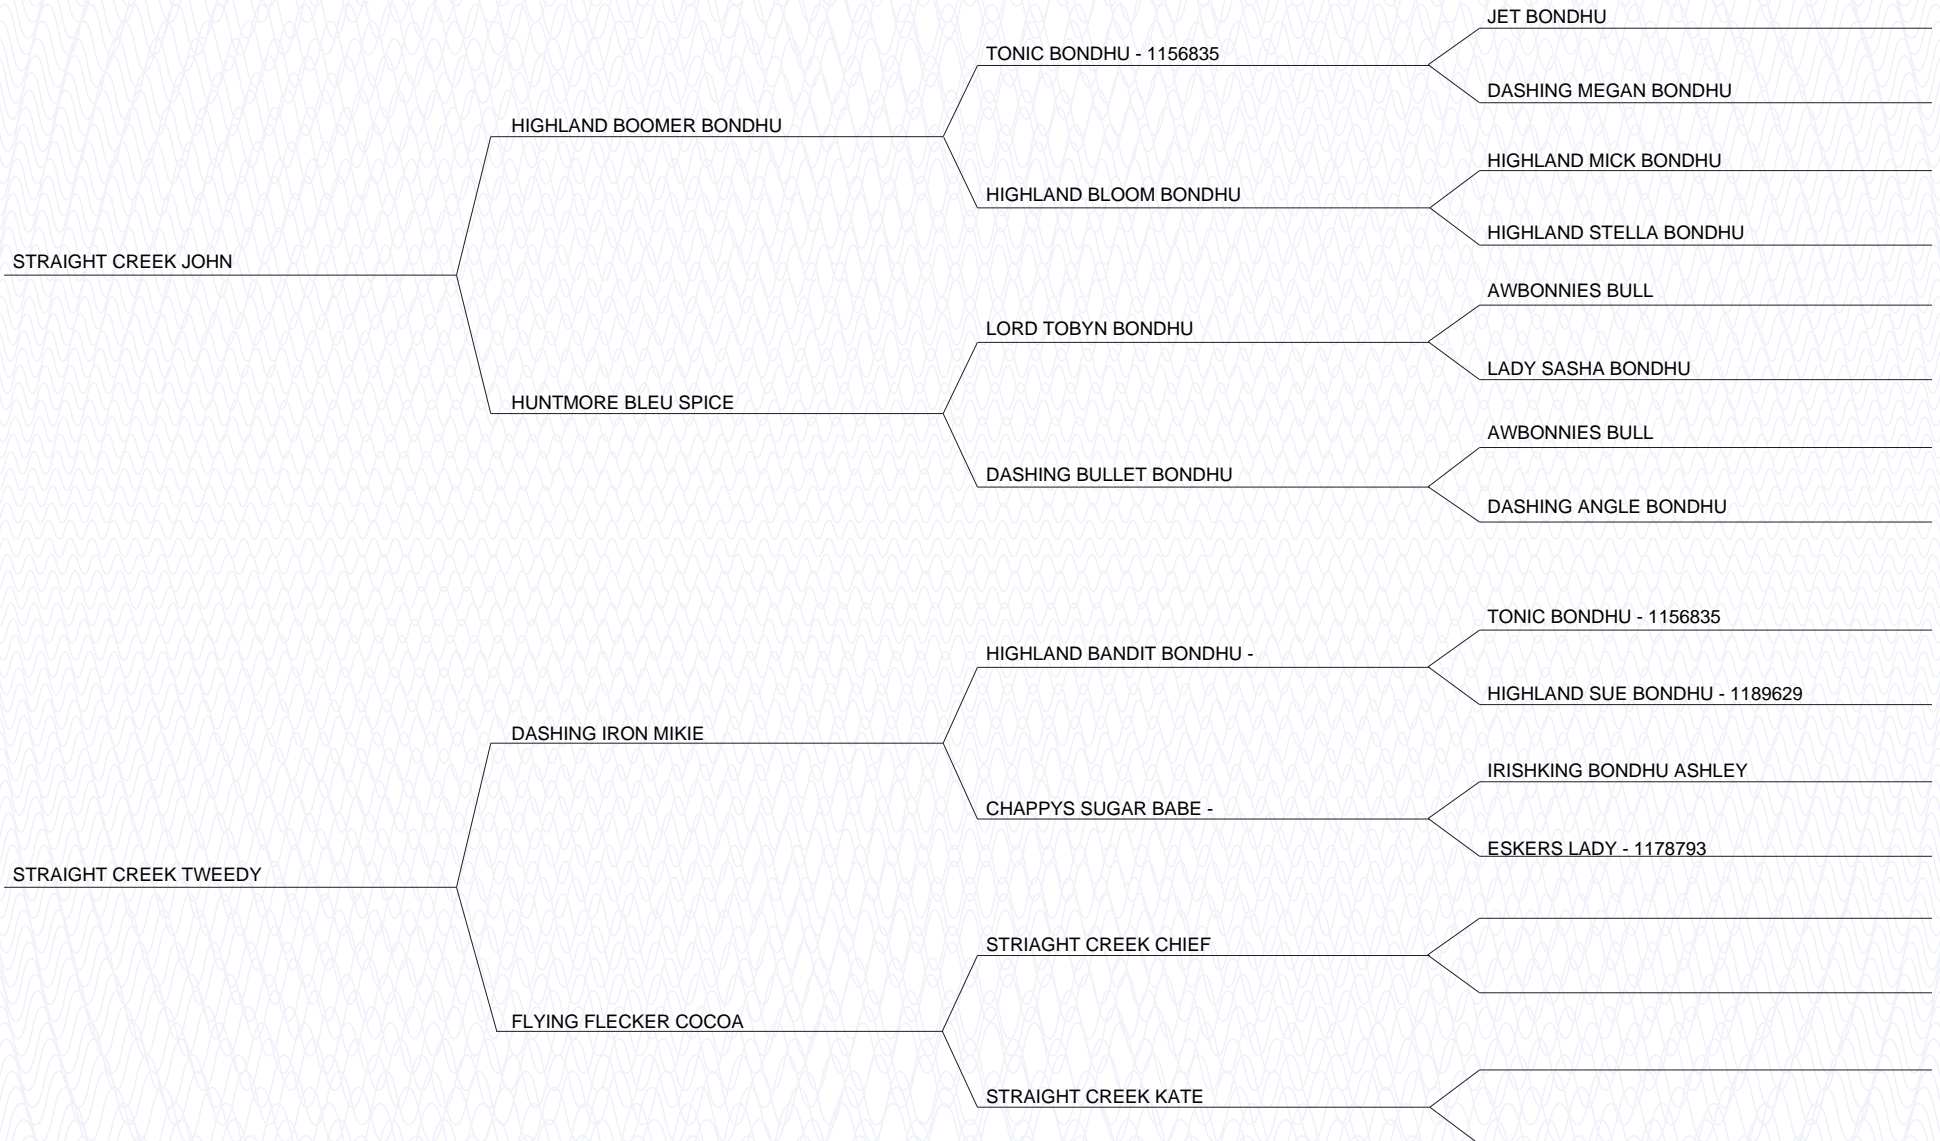 JET BONDHU
TONIC BONDHU - 1156835
DASHING MEGAN BONDHU
HIGHLAND BOOMER BONDHU
HIGHLAND MICK BONDHU
HIGHLAND BLOOM BONDHU
HIGHLAND STELLA BONDHU
STRAIGHT CREEK JOHN
AWBONNIES BULL
LORD TOBYN BONDHU
LADY SASHA BONDHU
HUNTMORE BLEU SPICE
AWBONNIES BULL
DASHING BULLET BONDHU
DASHING ANGLE BONDHU
TONIC BONDHU - 1156835
HIGHLAND BANDIT BONDHU -
HIGHLAND SUE BONDHU - 1189629
DASHING IRON MIKIE
IRISHKING BONDHU ASHLEY
CHAPPYS SUGAR BABE -
ESKERS LADY - 1178793
STRAIGHT CREEK TWEEDY
STRIAGHT CREEK CHIEF
FLYING FLECKER COCOA
STRAIGHT CREEK KATE